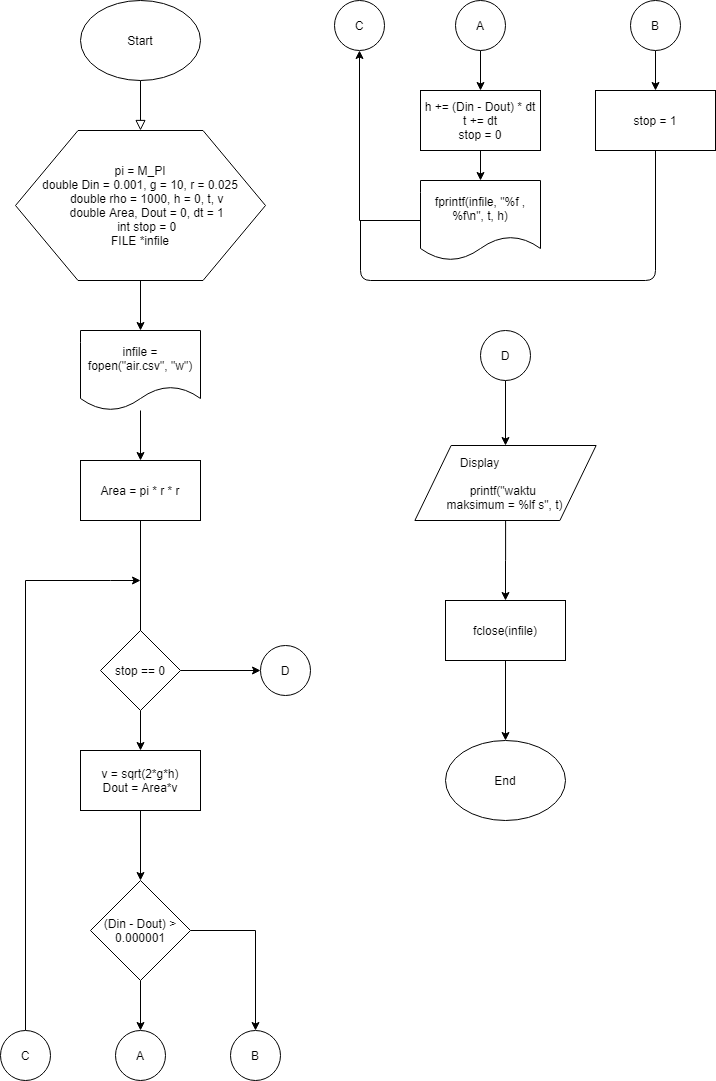 Start
pi = M_PI
double Din = 0.001, g = 10, r = 0.025
double rho = 1000, h = 0, t, v
double Area, Dout = 0, dt = 1
int stop = 0
FILE *infile
infile =
fopen("air.csv", "w")
Area = pi * r * r
stop == 0
D
v = sqrt(2*g*h)
Dout = Area*v
(Din - Dout) >
0.000001
C
A
B
C
A
B
h += (Din - Dout) * dt
t += dt
stop = 0
stop = 1
fprintf(infile, "%f ,
%f\n", t, h)
D
Display
printf("waktu
maksimum = %lf s", t)
fclose(infile)
End